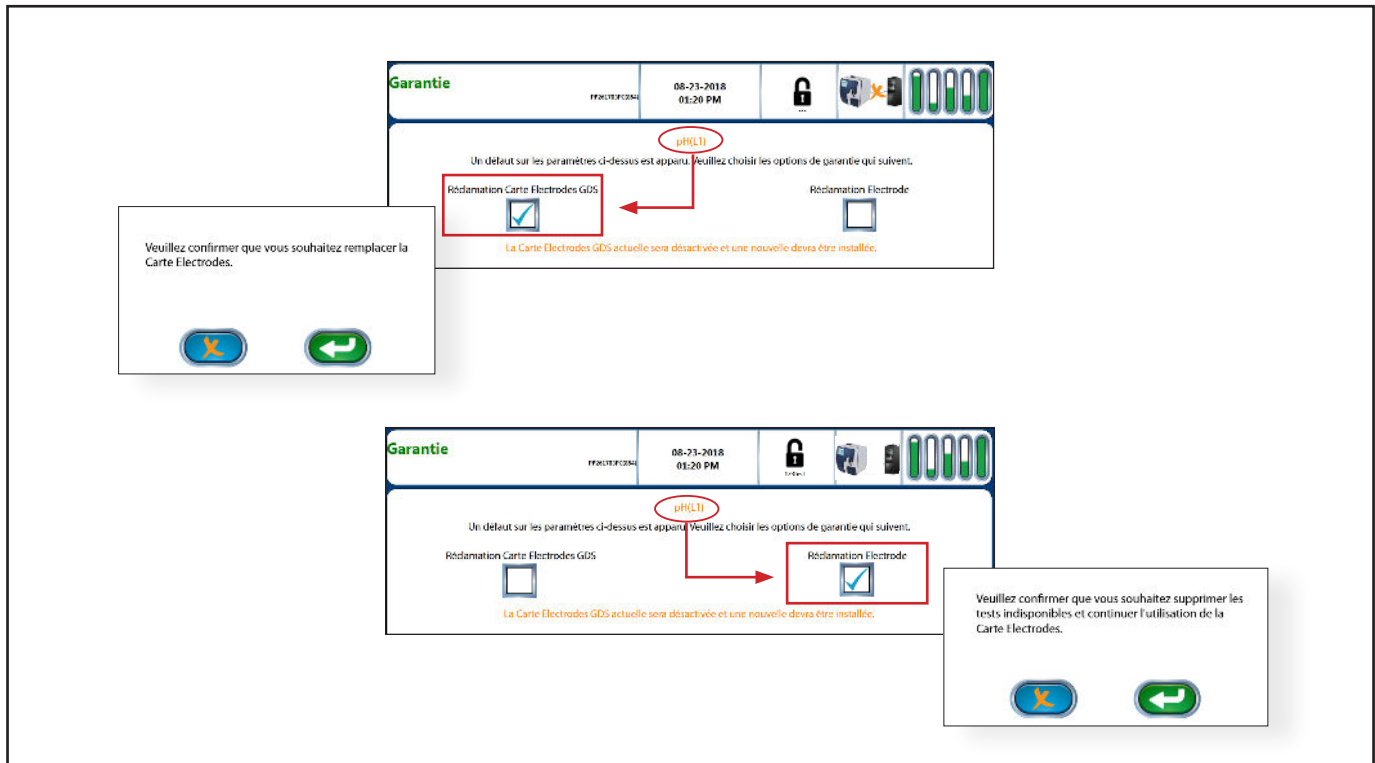 Garantie
08-23-2018
01:20 PM
pH(L1)
Un défaut sur les paramètres ci-dessus est apparu. Veuillez choisir les options de garantie qui suivent.
Réclamation Carte Electrodes GDS
Réclamation Electrode
La Carte Electrodes GDS actuelle sera désactivée et une nouvelle devra être installée.
Veuillez confirmer que vous souhaitez remplacer la
Carte Electrodes.
Garantie
08-23-2018
01:20 PM
pH(L1)
Un défaut sur les paramètres ci-dessus est apparu. Veuillez choisir les options de garantie qui suivent.
Réclamation Carte Electrodes GDS
Réclamation Electrode
La Carte Electrodes GDS actuelle sera désactivée et une nouvelle devra être installée.
Veuillez confirmer que vous souhaitez supprimer les
tests indisponibles et continuer l'utilisation de la
Carte Electrodes.